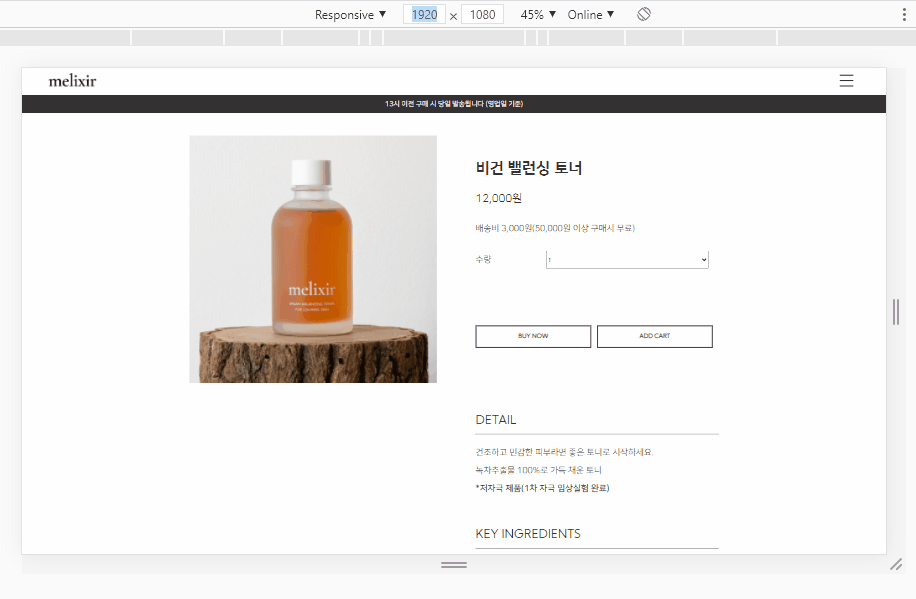 Responsive ▼ 1920 × 1080 45% ▼ Online ▼
melixir
13시 이전 구매 시 당일 발송됩니다 (영업일 기준)
비건 밸런싱 토너
12,000원
배송비 3,000원(50,000원 이상 구매시 무료)
수량 1
melixir
BUY NOW ADD CART
DETAIL
건조하고 민감한 피부라면 좋은 토너로 시작하세요.
녹차추출물 100%로 가득 채운 토너
*저자극 제품(1차 자극 임상실험 완료)
KEY INGREDIENTS